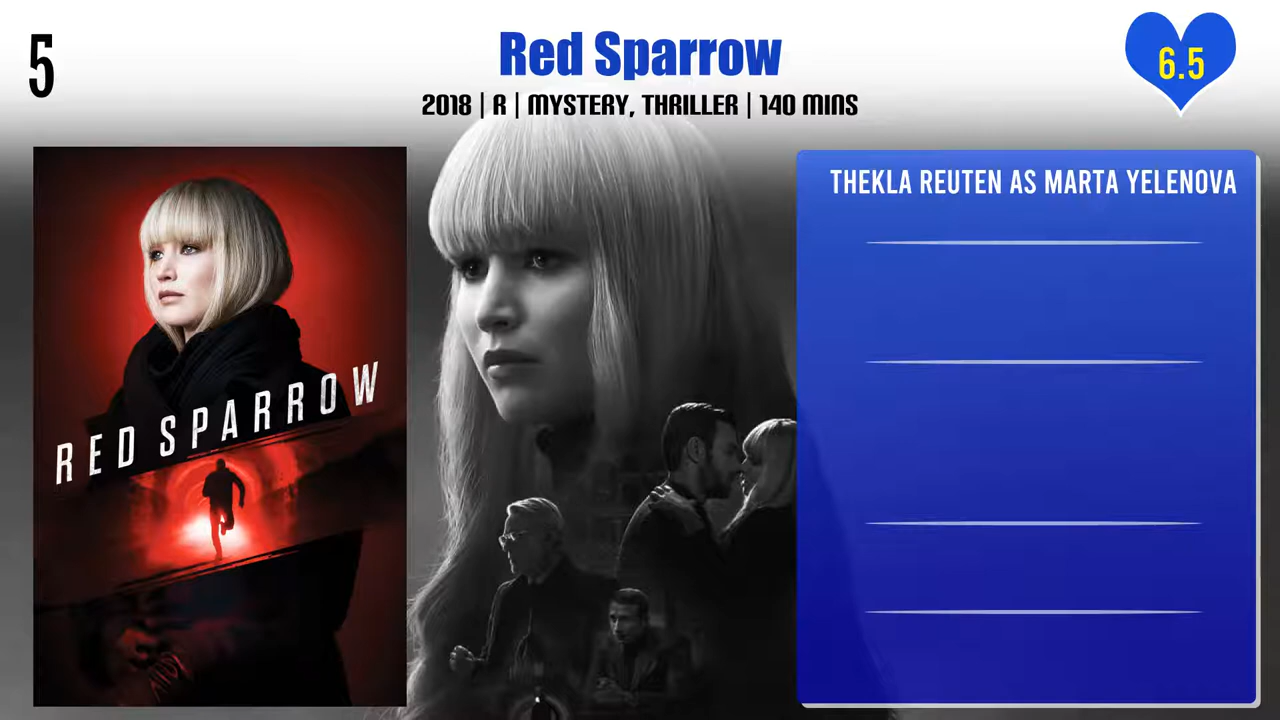 5
Red Sparrow
2018 | R | MYSTERY, THRILLER | 140 MINS
6.5
RED SPARROW
THEKLA REUTEN AS MARTA YELENOVA